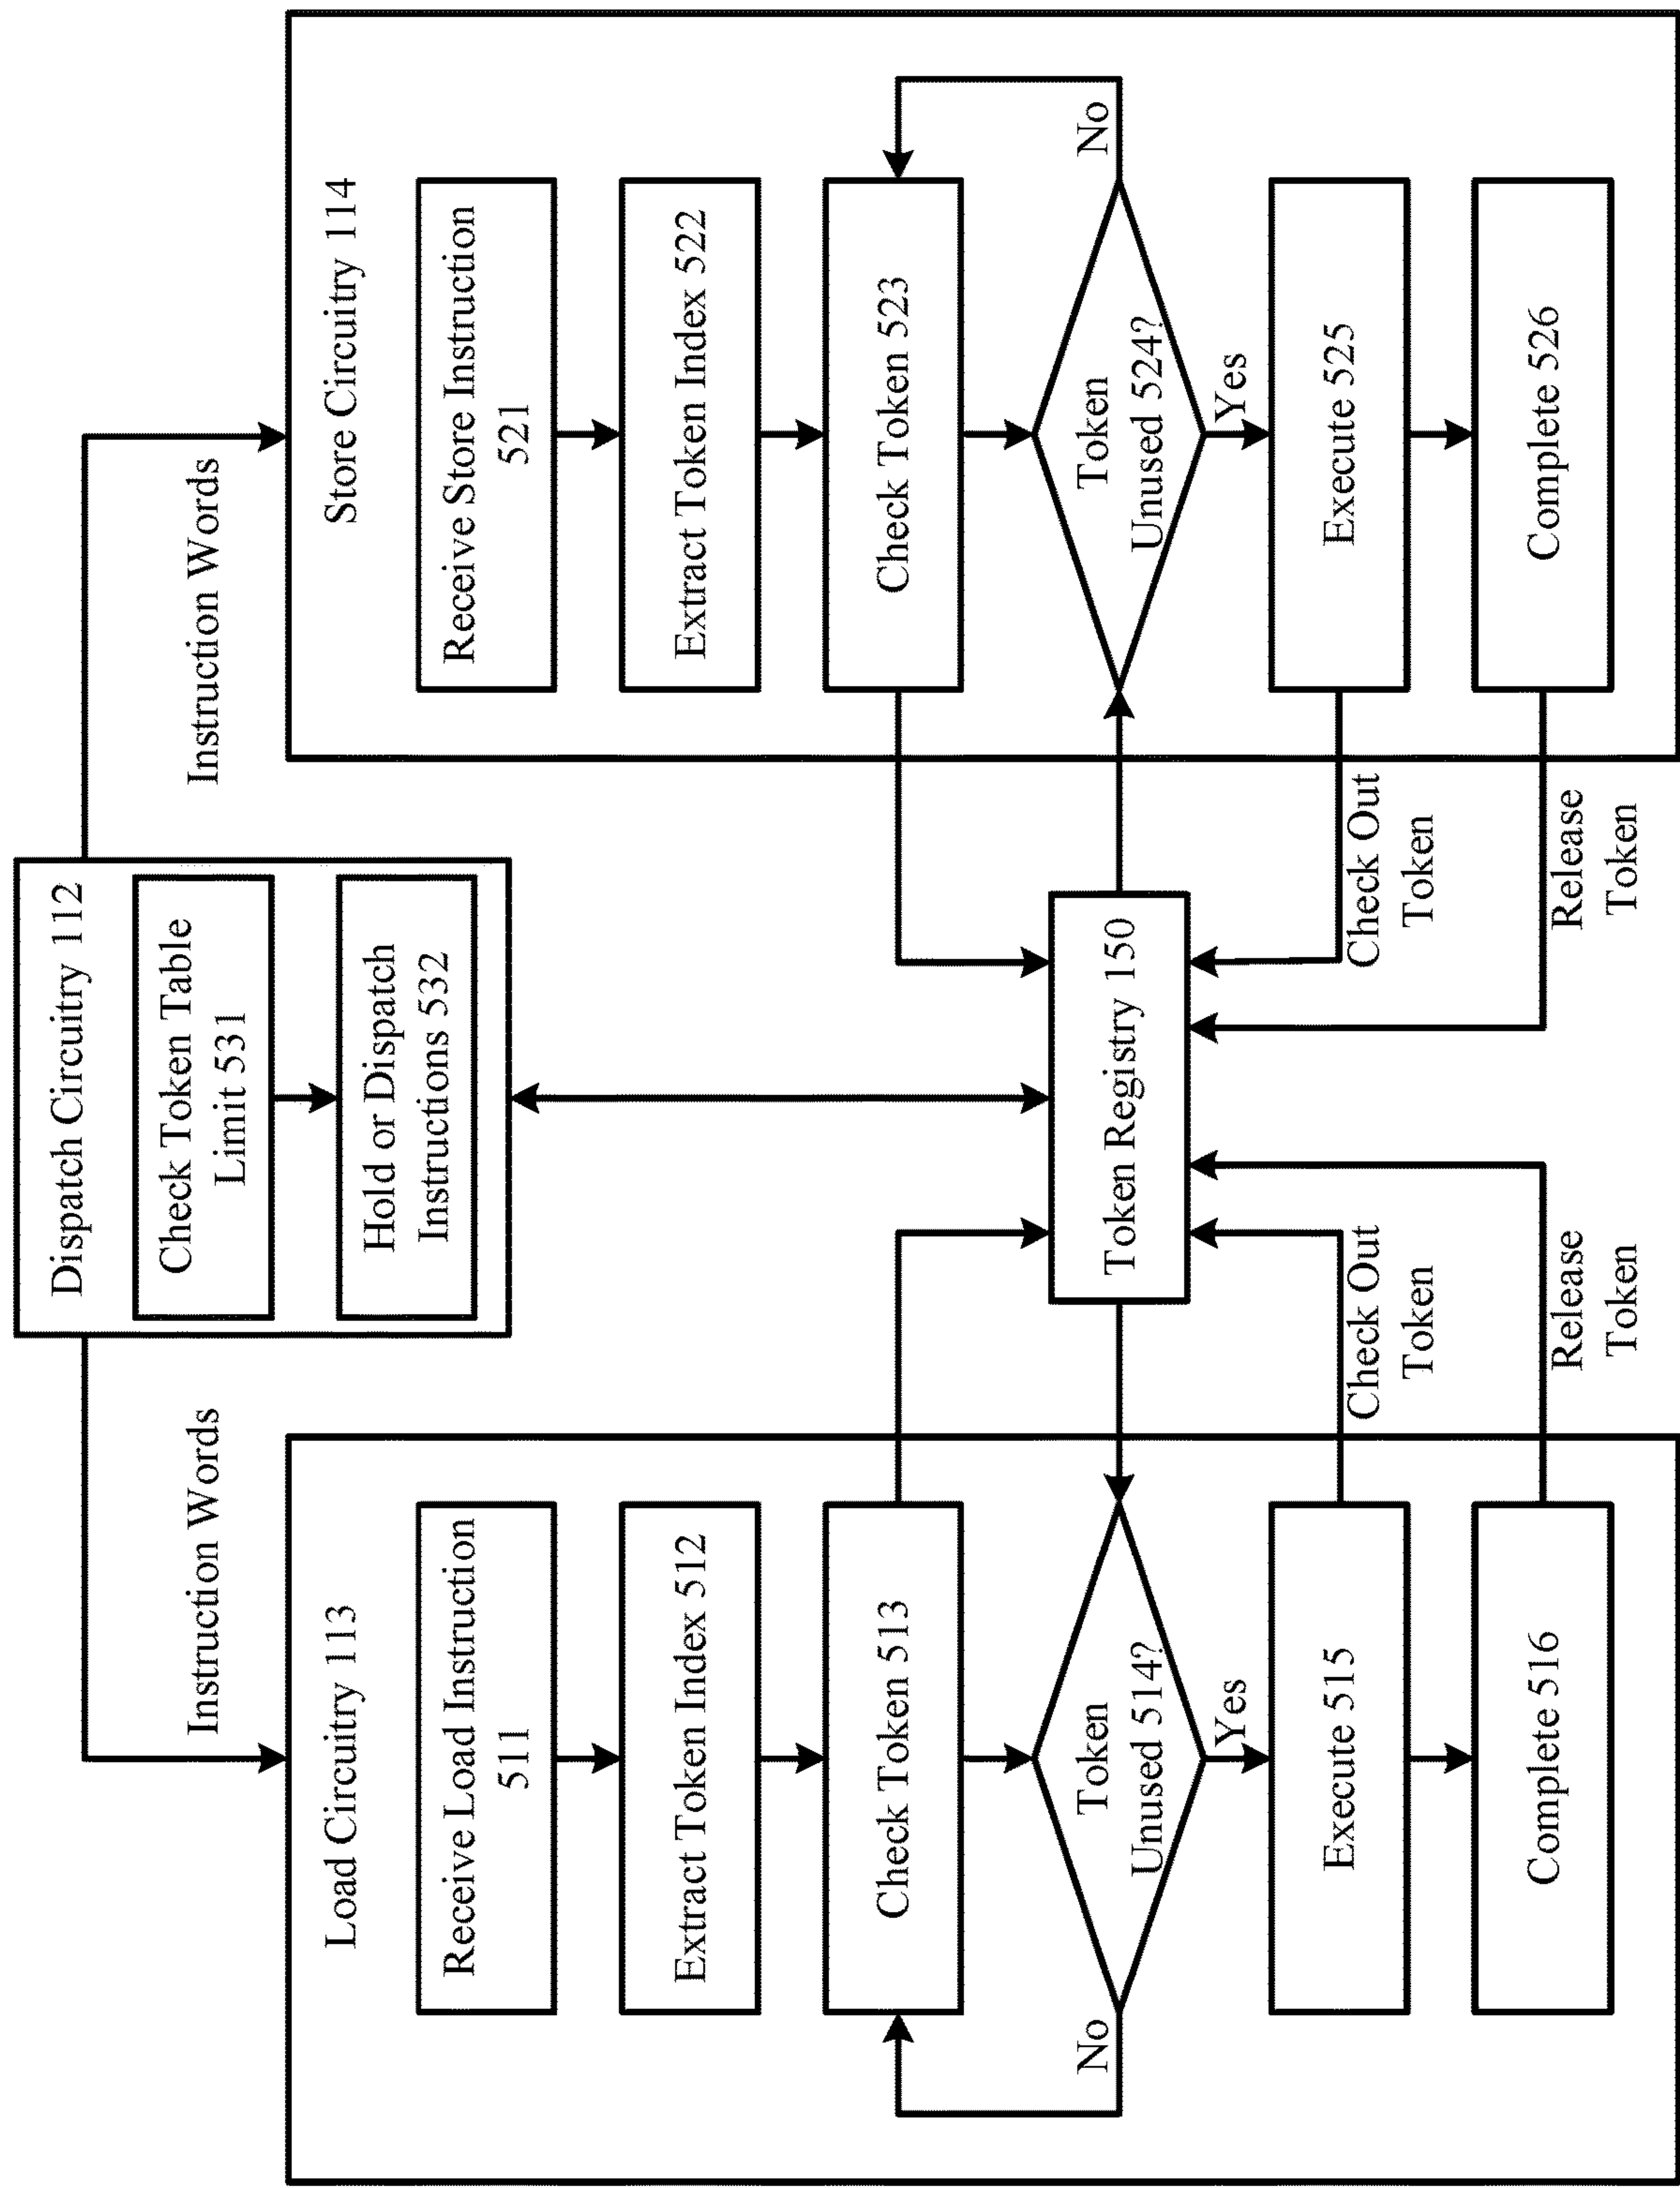 Dispatch Circuitry 112
Check Token Table
Limit 531
Hold or Dispatch
Instructions 532
Instruction Words
Instruction Words
Load Circuitry 113
Receive Load Instruction
511
Extract Token Index 512
Check Token 513
Token
Unused 514?
No
Yes
Execute 515
Complete 516
Token Registry 150
Check Out
Token
Release
Token
Check Out
Token
Release
Token
Store Circuitry 114
Receive Store Instruction
521
Extract Token Index 522
Check Token 523
Token
Unused 524?
No
Yes
Execute 525
Complete 526